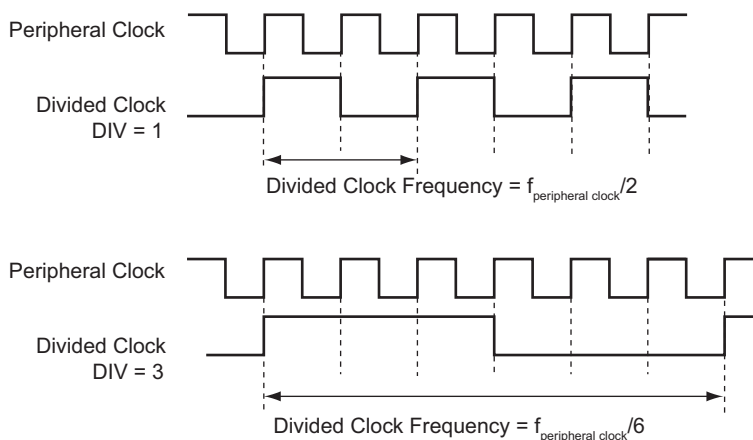 Peripheral Clock
Divided Clock
DIV = 1
Divided Clock Frequency = fperipheral clock/2
Peripheral Clock
Divided Clock
DIV = 3
Divided Clock Frequency = fperipheral clock/6